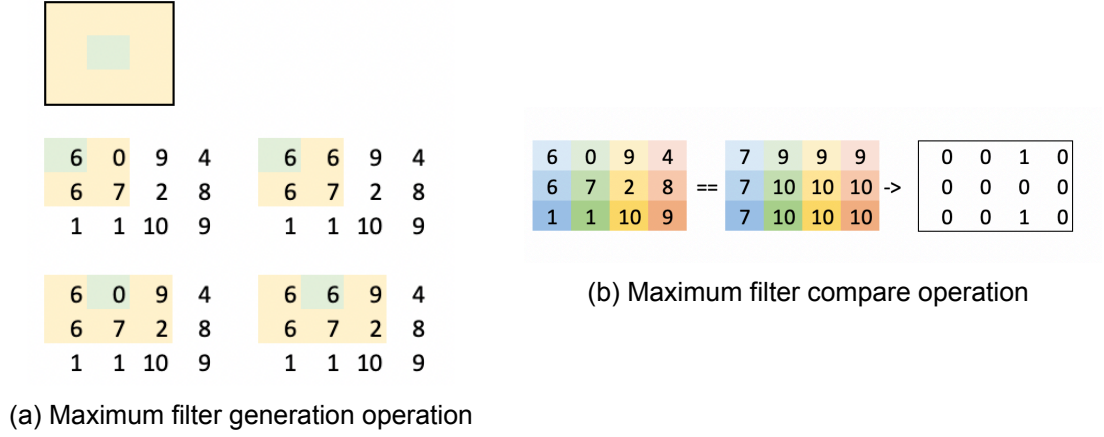 6 0 9 4
6 7 2 8
1 1 10 9
6 6 9 4
6 7 2 8
1 1 10 9
6 0 9 4
6 7 2 8
1 1 10 9
6 6 9 4
6 7 2 8
1 1 10 9
(a) Maximum filter generation operation
6 0 9 4 7 9 9 9 0 0 1 0
6 7 2 8 == 7 10 10 10 -> 0 0 0 0
1 1 10 9 7 10 10 10 0 0 1 0
(b) Maximum filter compare operation